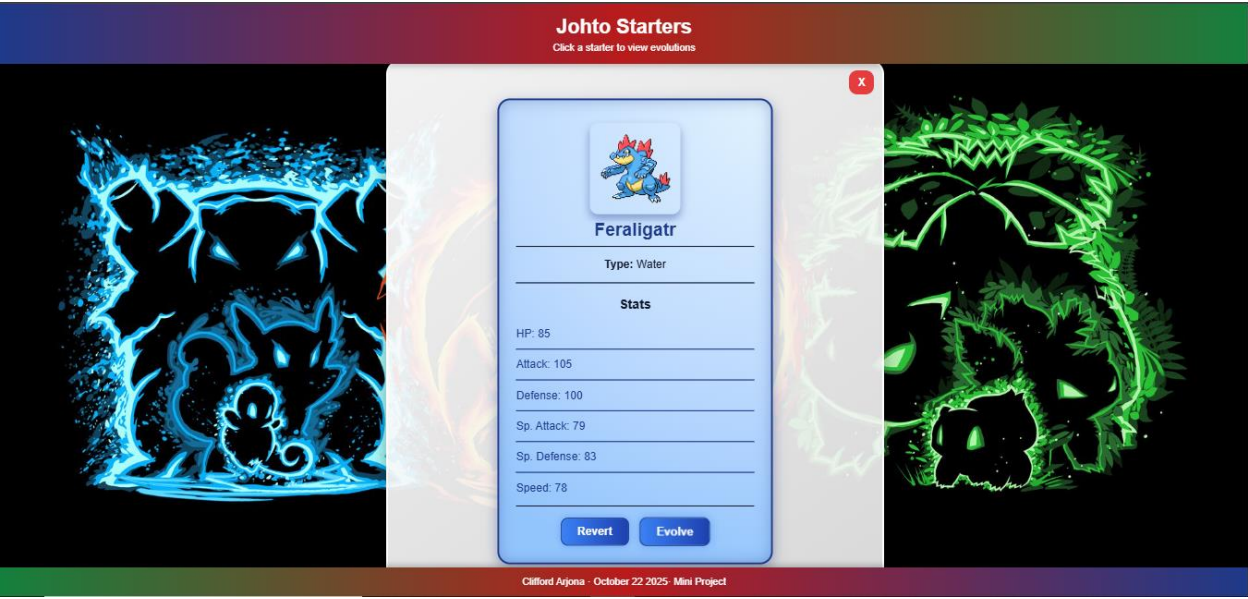 Johto Starters
Click a starter to view evolutions
X
Feraligatr
Type: Water
Stats
HP: 85
Attack: 105
Defense: 100
Sp. Attack: 79
Sp. Defense: 83
Speed: 78
Revert Evolve
Clifford Arjona - October 22 2025- Mini Project